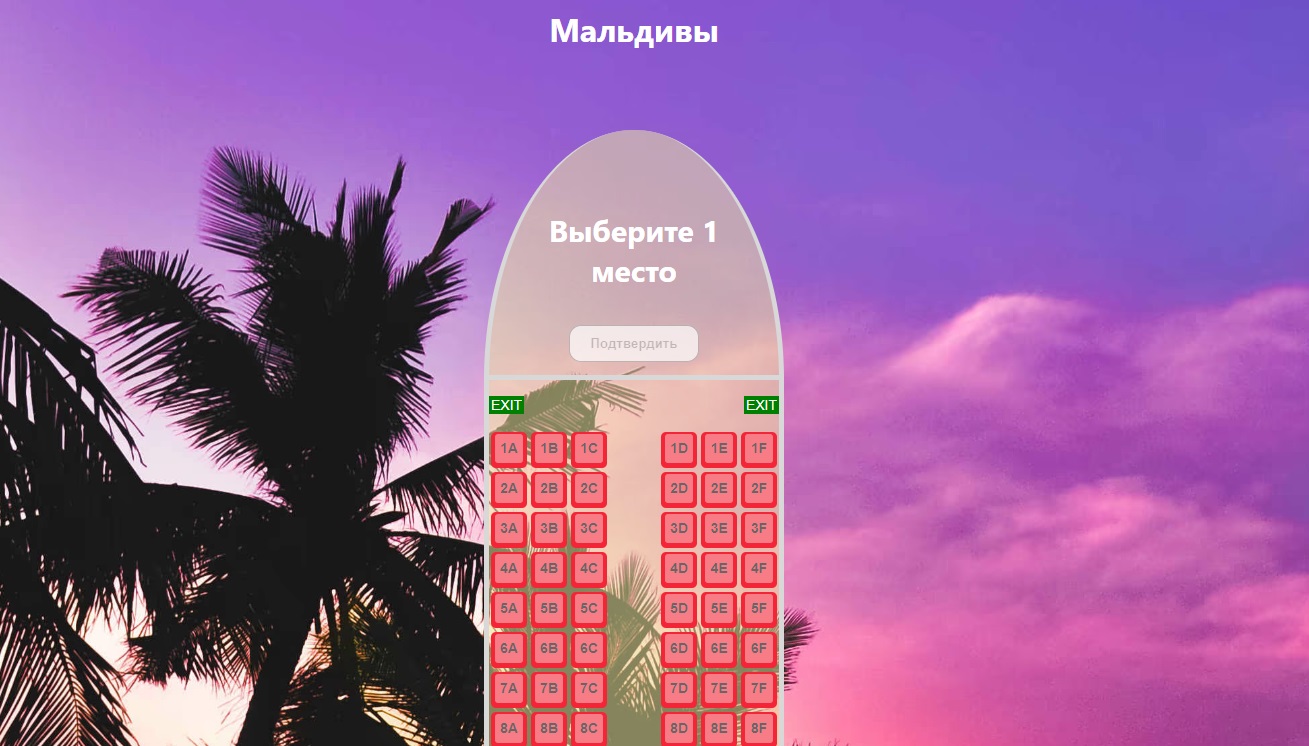 Мальдивы
Выберите 1
место
Подтвердить
EXIT EXIT
1A 1B 1C 1D 1E 1F
2A 2B 2C 2D 2E 2F
3A 3B 3C 3D 3E 3F
4A 4B 4C 4D 4E 4F
5A 5B 5C 5D 5E 5F
6A 6B 6C 6D 6E 6F
7A 7B 7C 7D 7E 7F
8A 8B 8C 8D 8E 8F